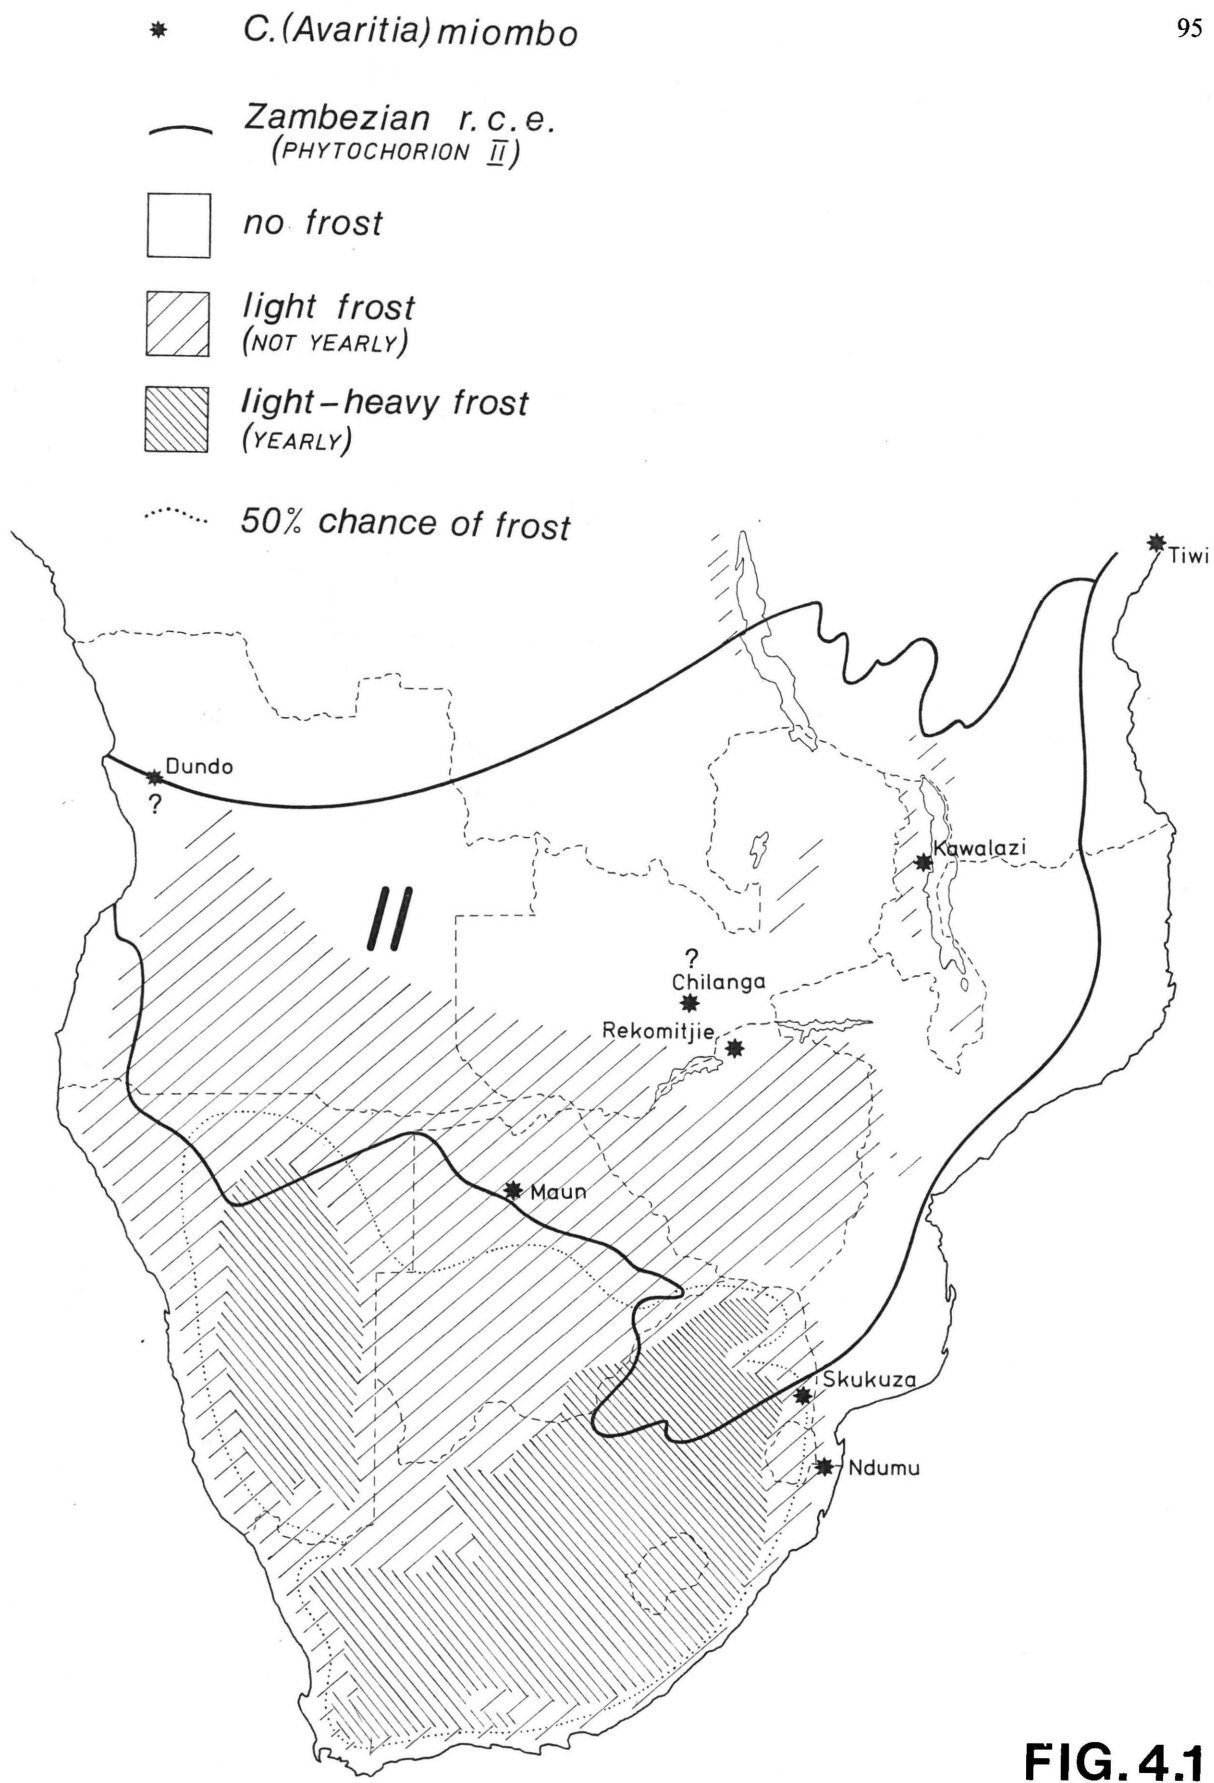 C.(Avaritia) miombo
95
Zambezian r.c.e.
(PHYTOCHORION II)
no frost
light frost
(NOT YEARLY)
light-heavy frost
(YEARLY)
50% chance of frost
Tiwi
Dundo
?
Kawalazi
II
?
Chilanga
Rekomitjie
Maun
Skukuza
Ndumu
FIG. 4.1